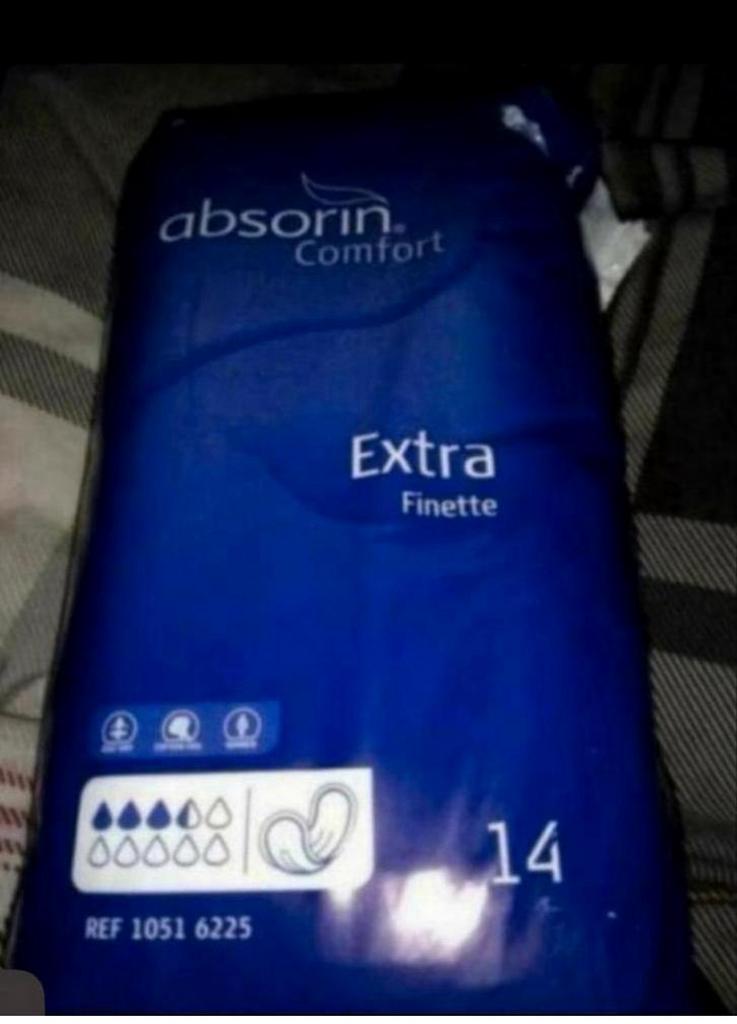 absorin®
Comfort
Extra
Finette
14
REF 1051 6225